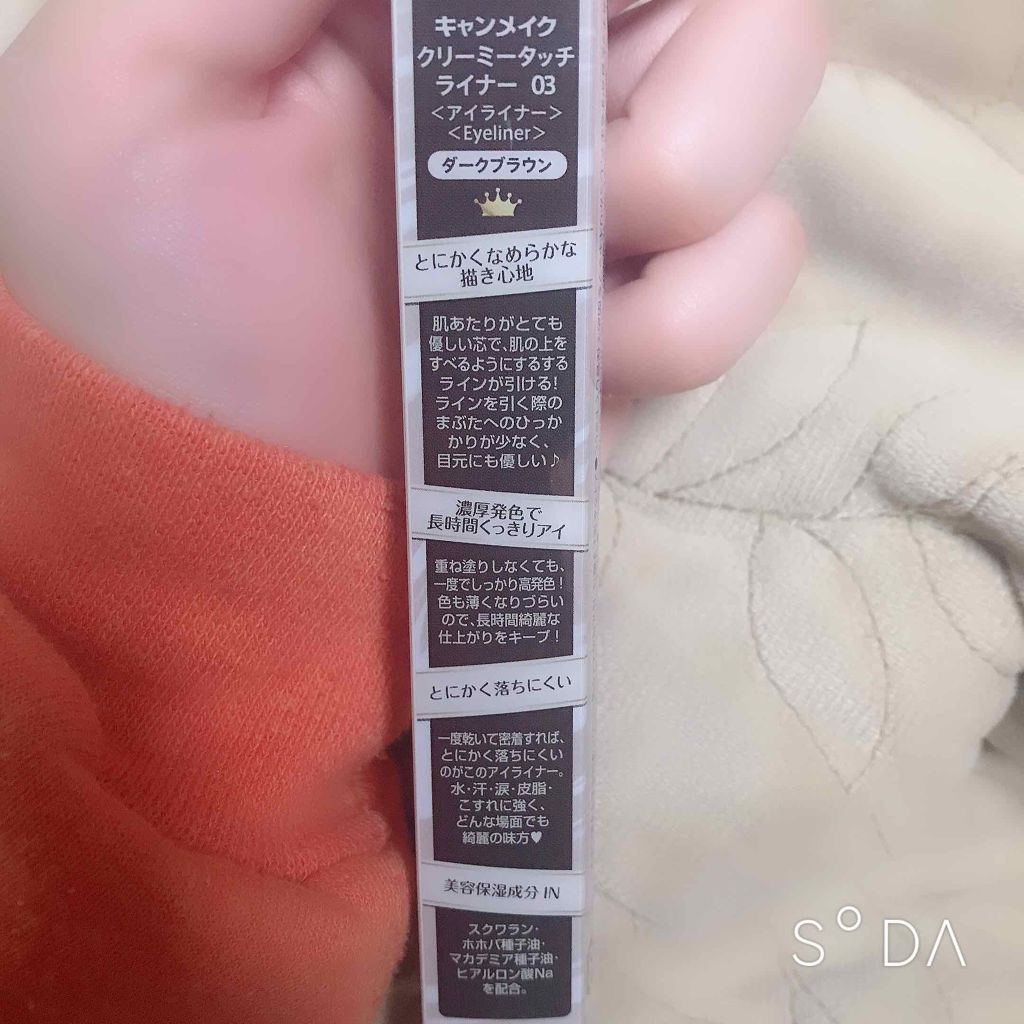 キャンメイク
クリーミータッチ
ライナー 03
＜アイライナー＞
＜Eyeliner＞
ダークブラウン
とにかくなめらかな
描き心地
肌あたりがとても
優しい芯で、肌の上を
すべるようにするする
ラインが引ける！
ラインを引く際の
まぶたへのひっか
かりが少なく、
目元にも優しい♪
濃厚発色で
長時間くっきりアイ
重ね塗りしなくても、
一度でしっかり高発色！
色も薄くなりづらい
ので、長時間綺麗な
仕上がりをキープ！
とにかく落ちにくい
一度乾いて密着すれば、
とにかく落ちにくい
のがこのアイライナー。
水・汗・涙・皮脂・
こすれに強く、
どんな場面でも
綺麗の味方♥
美容保湿成分 IN
スクワラン・
ホホバ種子油・
マカデミア種子油・
ヒアルロン酸Na
を配合。
SODA